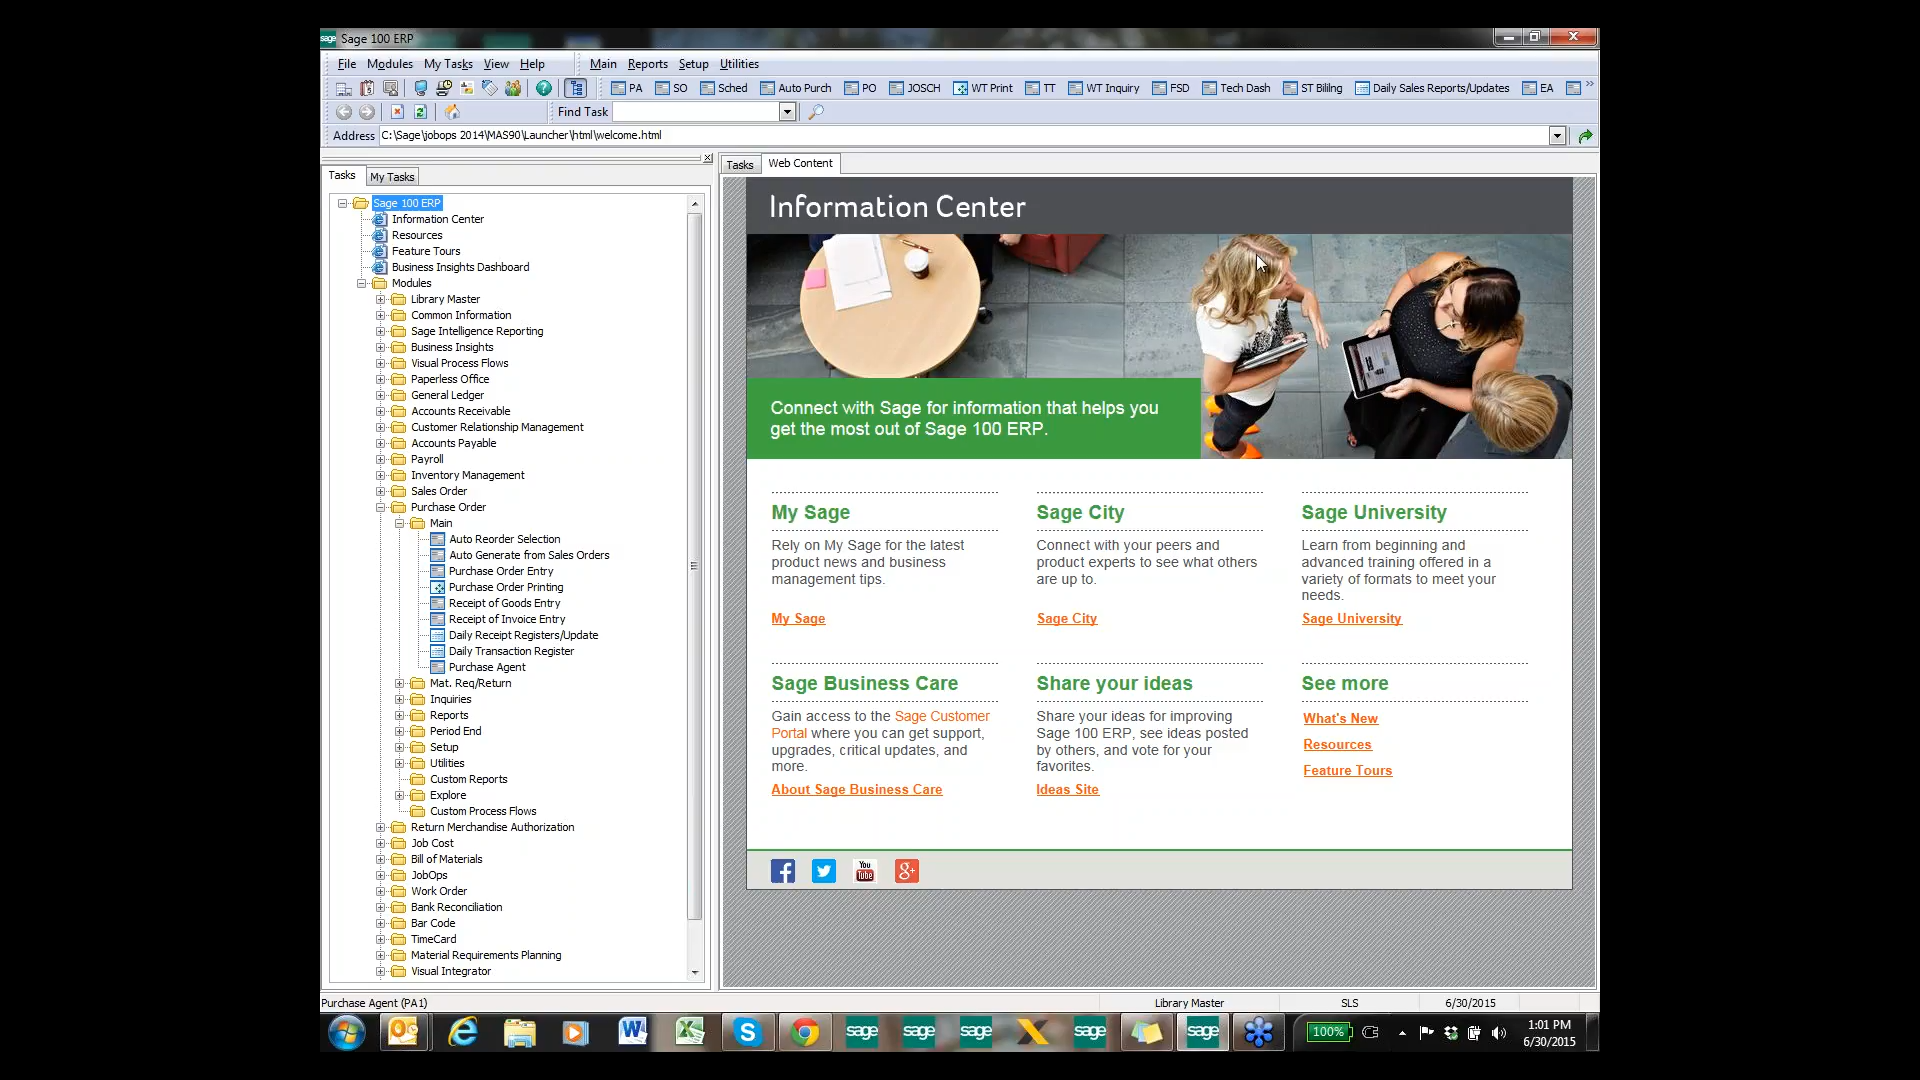 sage Sage 100 ERP
File Modules My Tasks View Help Main Reports Setup Utilities
PA SO Sched Auto Purch PO JOSCH WT Print TT WT Inquiry FSD Tech Dash ST Bililng Daily Sales Reports/Updates EA
Find Task
Address C:\Sage\jobops 2014\MAS90\Launcher\html\welcome.html
Tasks My Tasks
Sage 100 ERP
Information Center
Resources
Feature Tours
Business Insights Dashboard
Modules
Library Master
Common Information
Sage Intelligence Reporting
Business Insights
Visual Process Flows
Paperless Office
General Ledger
Accounts Receivable
Customer Relationship Management
Accounts Payable
Payroll
Inventory Management
Sales Order
Purchase Order
Main
Auto Reorder Selection
Auto Generate from Sales Orders
Purchase Order Entry
Purchase Order Printing
Receipt of Goods Entry
Receipt of Invoice Entry
Daily Receipt Registers/Update
Daily Transaction Register
Purchase Agent
Mat. Req/Return
Inquiries
Reports
Period End
Setup
Utilities
Custom Reports
Explore
Custom Process Flows
Return Merchandise Authorization
Job Cost
Bill of Materials
JobOps
Work Order
Bank Reconciliation
Bar Code
TimeCard
Material Requirements Planning
Visual Integrator
Tasks Web Content
Information Center
Connect with Sage for information that helps you
get the most out of Sage 100 ERP.
My Sage
Rely on My Sage for the latest
product news and business
management tips.
My Sage
Sage City
Connect with your peers and
product experts to see what others
are up to.
Sage City
Sage University
Learn from beginning and
advanced training offered in a
variety of formats to meet your
needs.
Sage University
Sage Business Care
Gain access to the Sage Customer
Portal where you can get support,
upgrades, critical updates, and
more.
About Sage Business Care
Share your ideas
Share your ideas for improving
Sage 100 ERP, see ideas posted
by others, and vote for your
favorites.
Ideas Site
See more
What's New
Resources
Feature Tours
You
Tube
Purchase Agent (PA1) Library Master SLS 6/30/2015
sage sage sage sage sage 100% 1:01 PM
6/30/2015